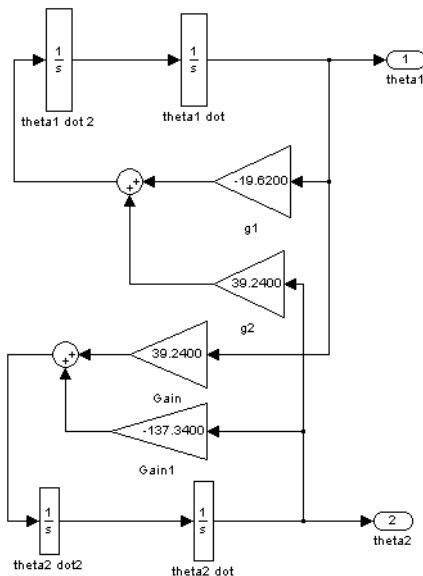 1
s
1
s
1
theta1
theta1 dot 2
theta1 dot
+
+
-19.6200
g1
39.2400
g2
+
+
39.2400
Gain
-137.3400
Gain1
1
s
1
s
2
theta2
theta2 dot2
theta2 dot